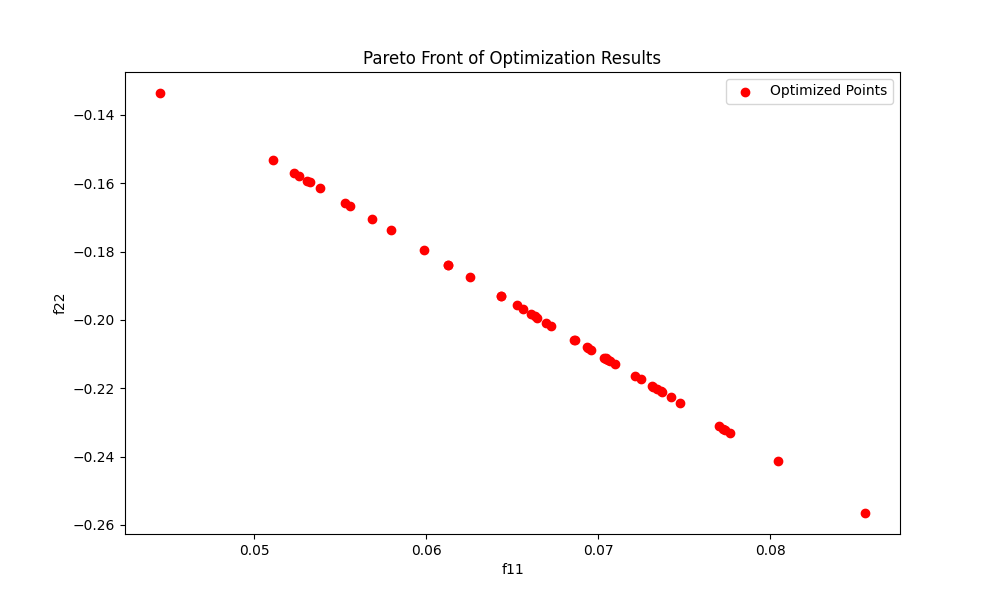 Pareto Front of Optimization Results
Optimized Points
−0.14
−0.16
−0.18
−0.20
−0.22
−0.24
−0.26
f22
0.05 0.06 0.07 0.08
f11